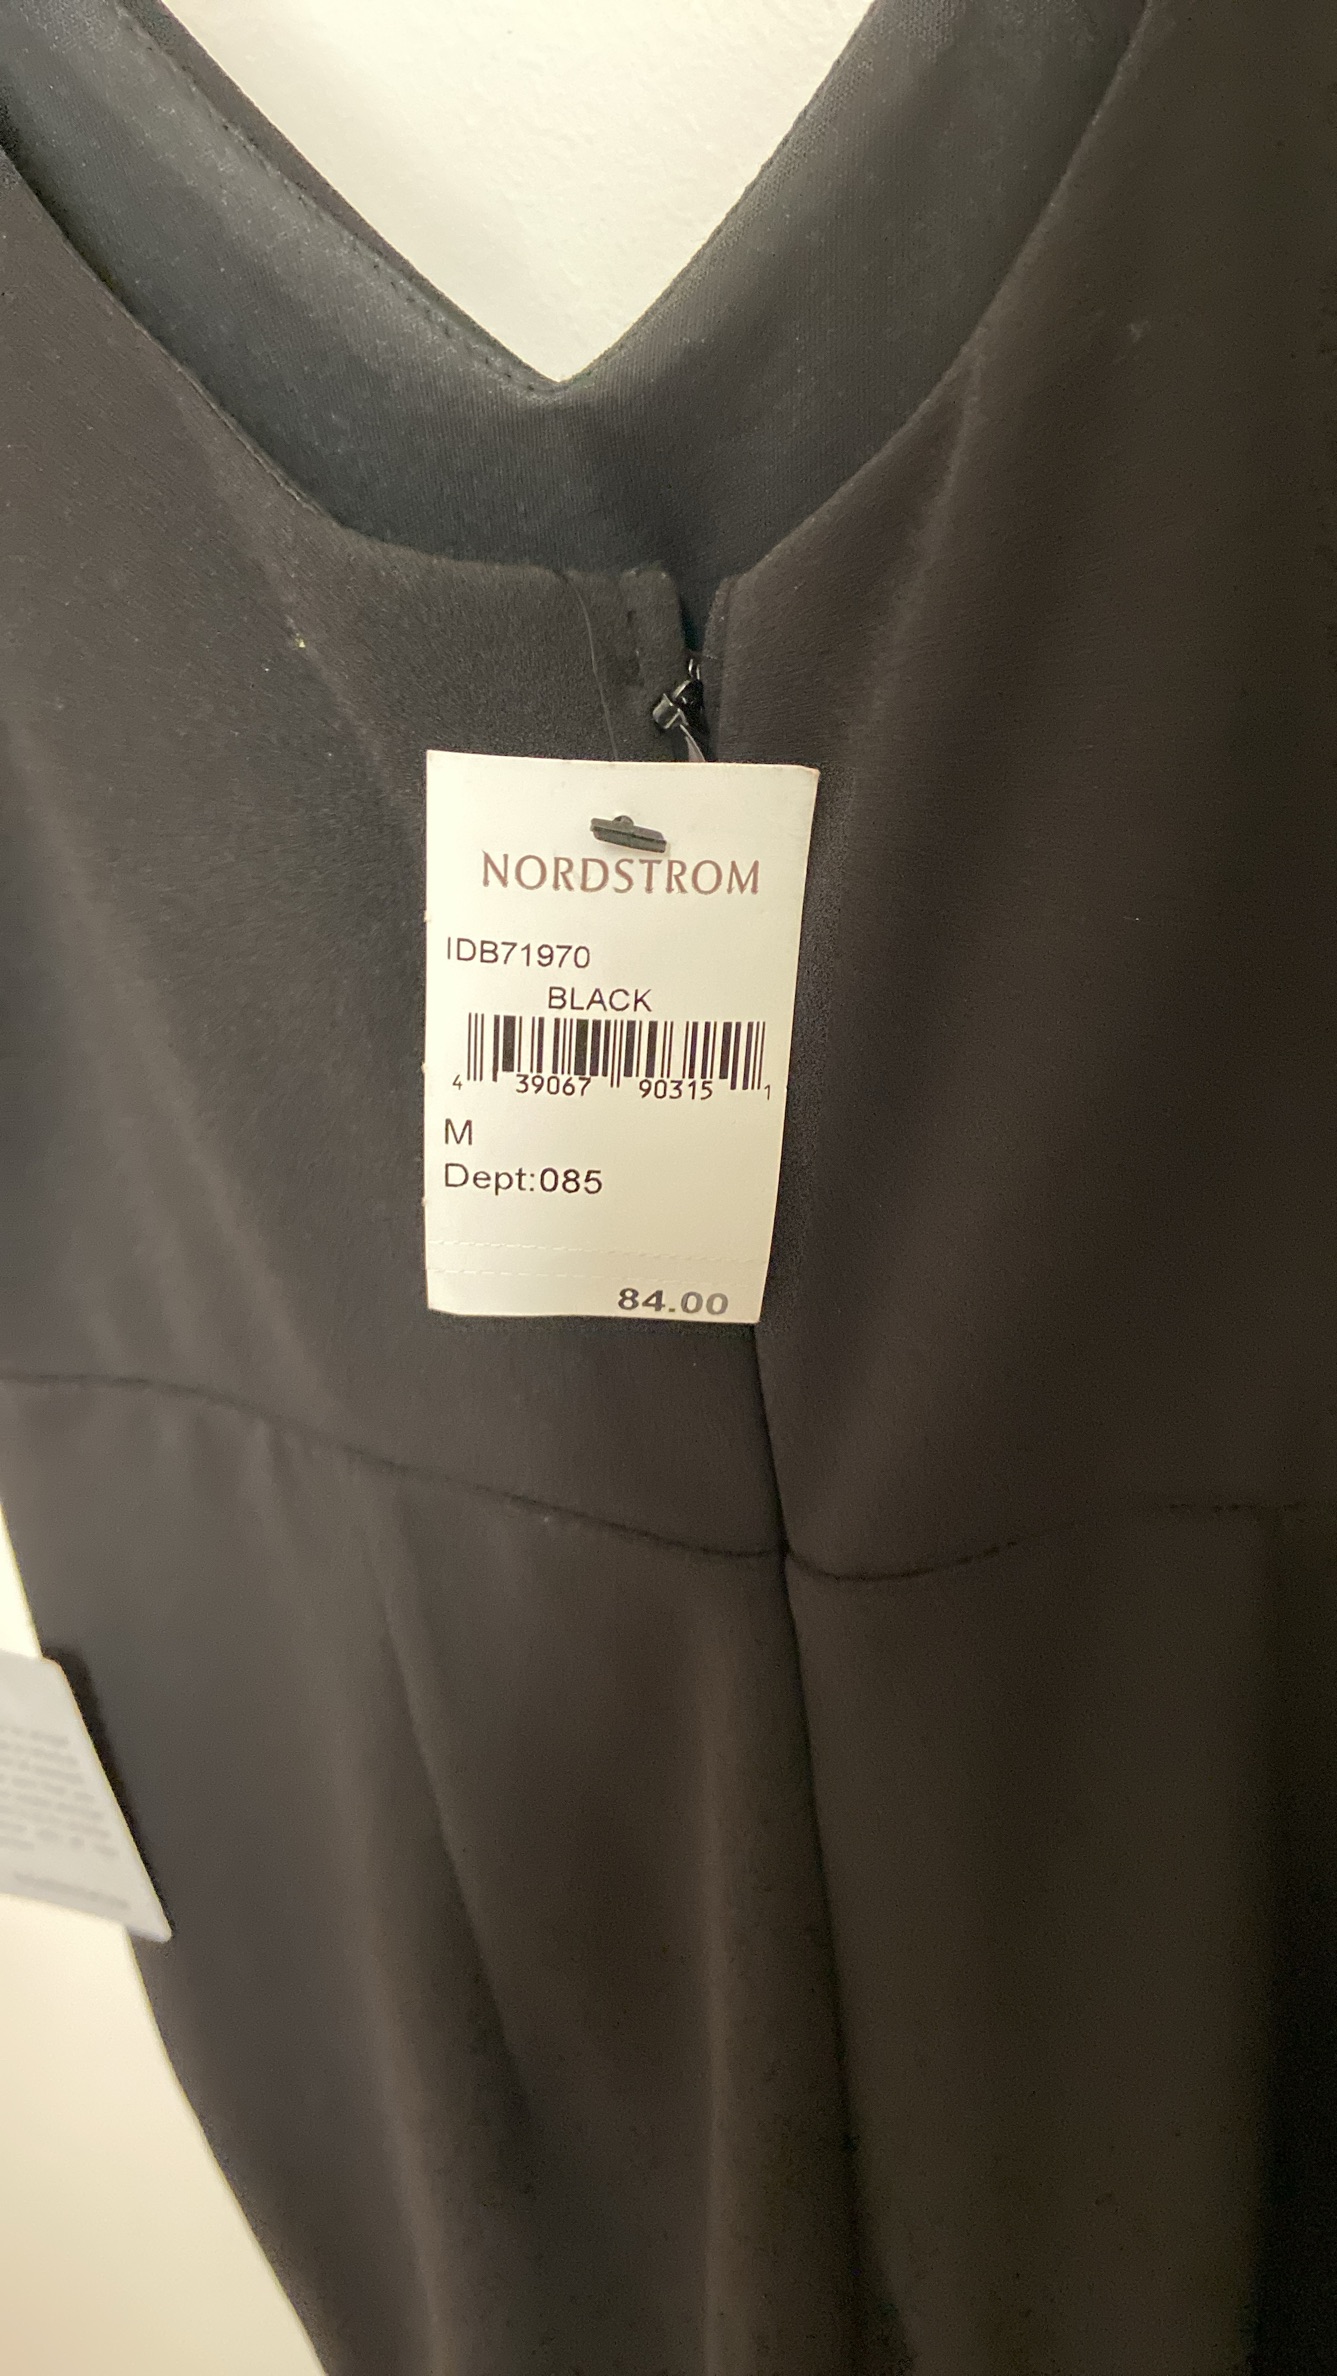 NORDSTROM
IDB71970
BLACK
4 39067 90315 1
M
Dept:085
84.00